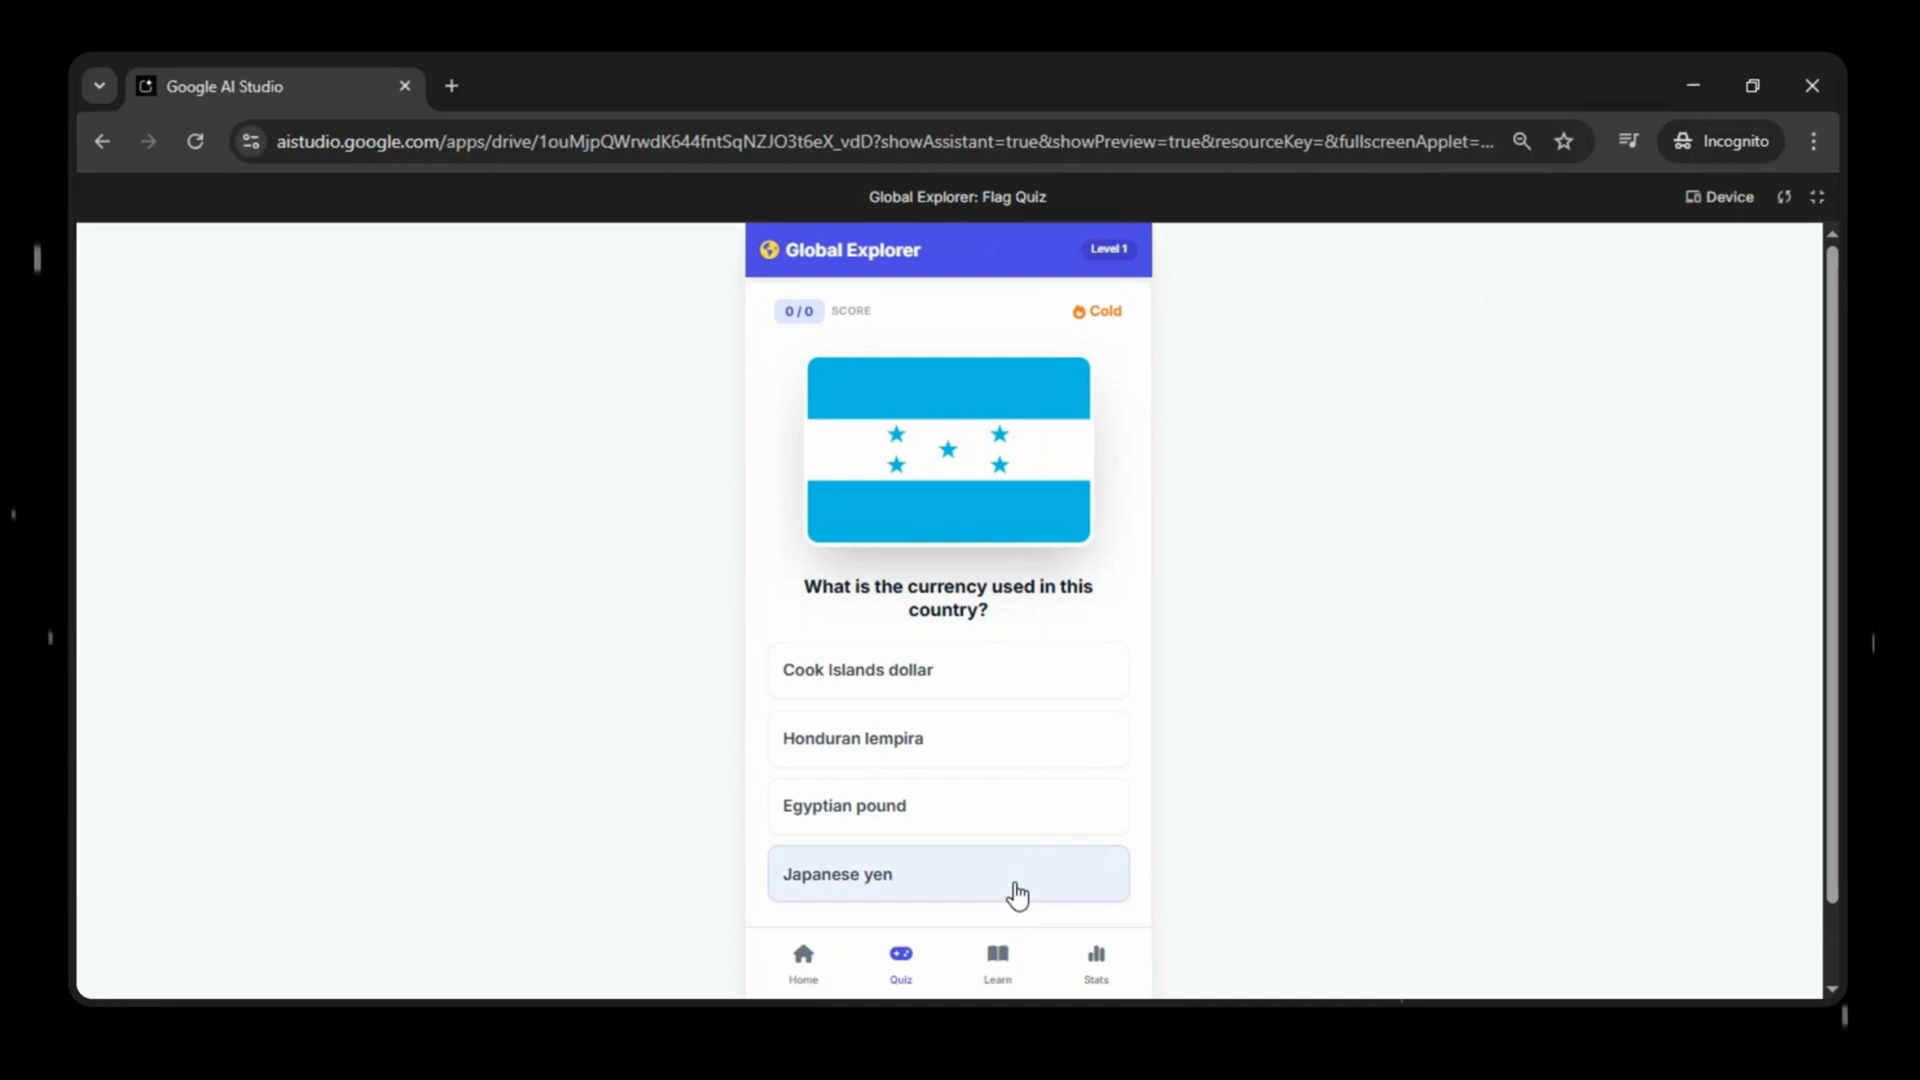 Google AI Studio
aistudio.google.com/apps/drive/1ouMjpQWrwdK644fntSqNZJO3t6eX_vdD?showAssistant=true&showPreview=true&resourceKey=&fullscreenApplet=...
Incognito
Global Explorer: Flag Quiz
Device
Global Explorer
Level 1
0 / 0 SCORE
Cold
What is the currency used in this
country?
Cook Islands dollar
Honduran lempira
Egyptian pound
Japanese yen
Home
Quiz
Learn
Stats